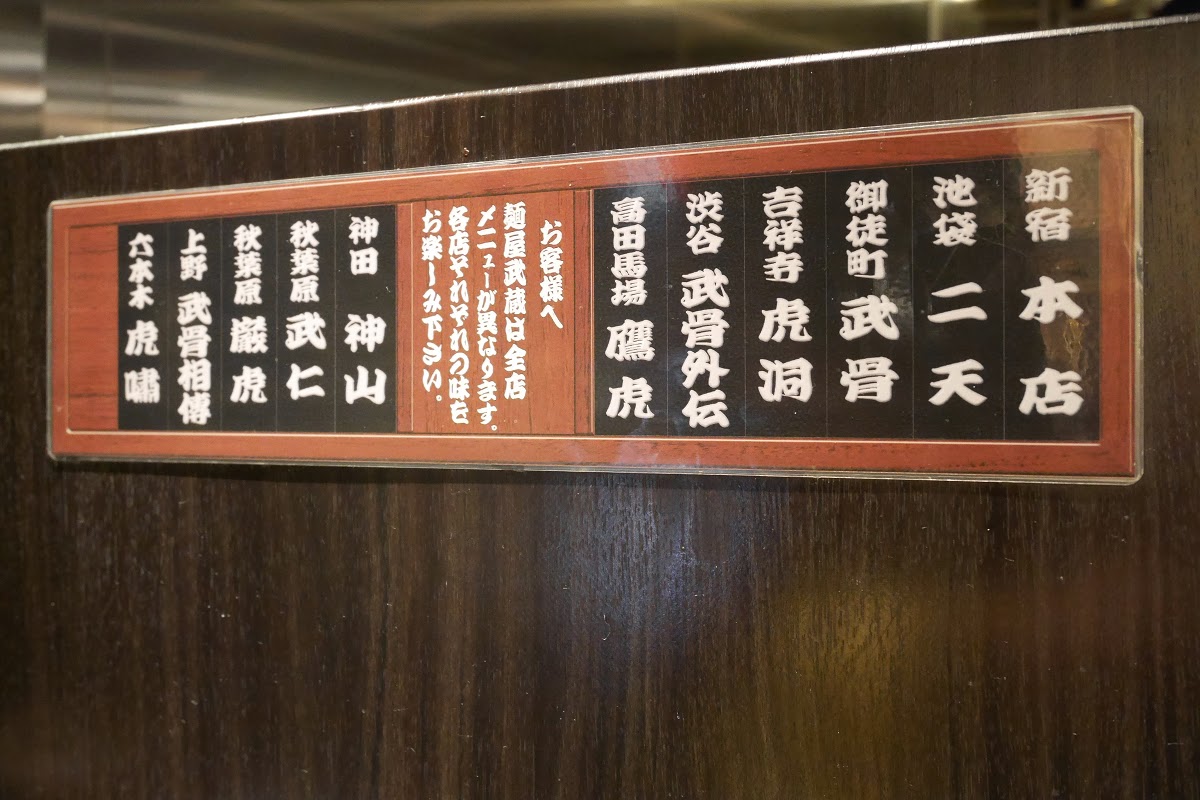 新宿 本店
池袋 二天
御徒町 武骨
吉祥寺 虎洞
渋谷 武骨外伝
高田馬場 鷹虎
お客様へ
麺屋武蔵は全店
メニューが異なります。
各店それぞれの味を
お楽しみ下さい。
神田 神山
秋葉原 武仁
秋葉原 巌虎
上野 武骨相傳
六本木 虎嘯